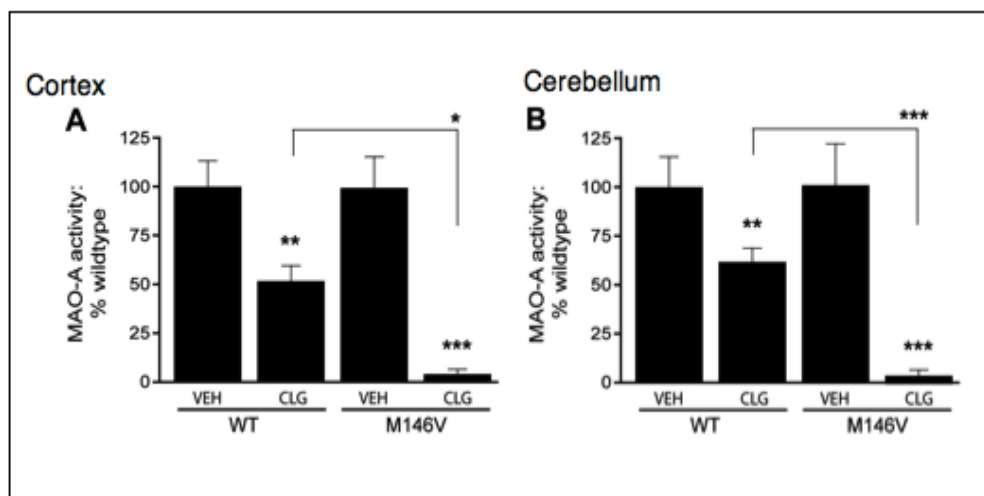 Cortex
A
*
125
100
75
50
25
0
MAO-A activity:
% wildtype
**
***
VEH CLG VEH CLG
WT M146V
Cerebellum
B
***
125
100
75
50
25
0
MAO-A activity:
% wildtype
**
***
VEH CLG VEH CLG
WT M146V